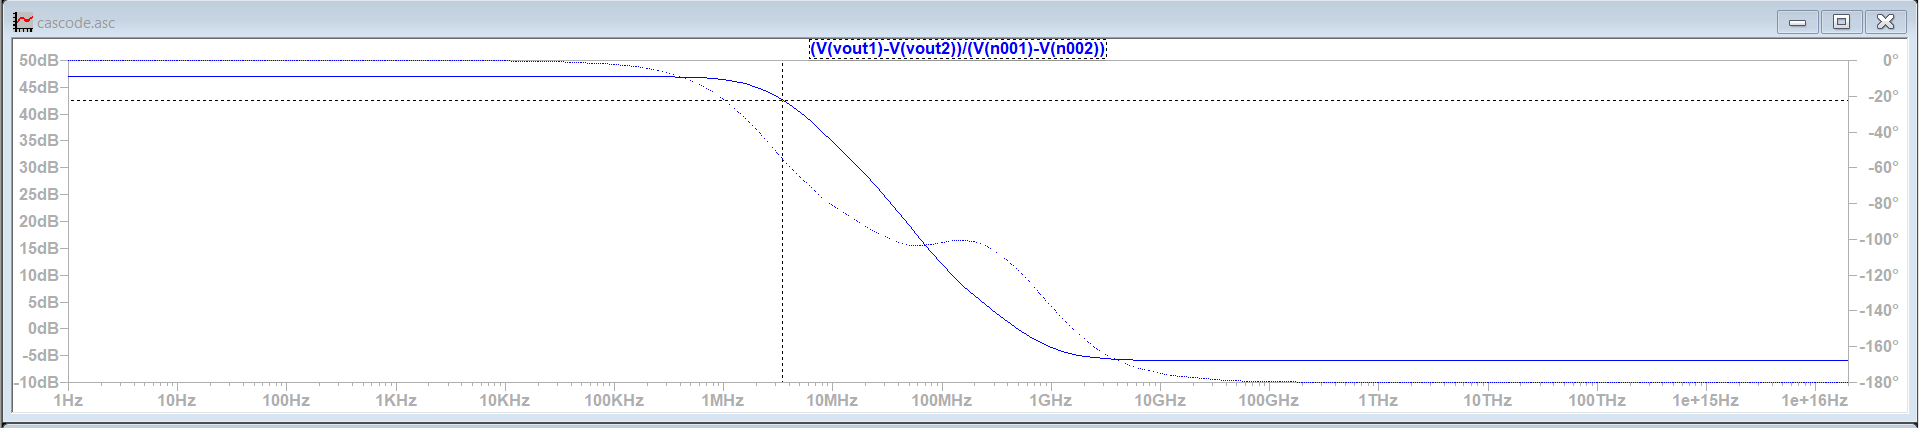 cascode.asc
(V(vout1)-V(vout2))/(V(n001)-V(n002))
50dB
45dB
40dB
35dB
30dB
25dB
20dB
15dB
10dB
5dB
0dB
-5dB
-10dB
0°
-20°
-40°
-60°
-80°
-100°
-120°
-140°
-160°
-180°
1Hz 10Hz 100Hz 1KHz 10KHz 100KHz 1MHz 10MHz 100MHz 1GHz 10GHz 100GHz 1THz 10THz 100THz 1e+15Hz 1e+16Hz